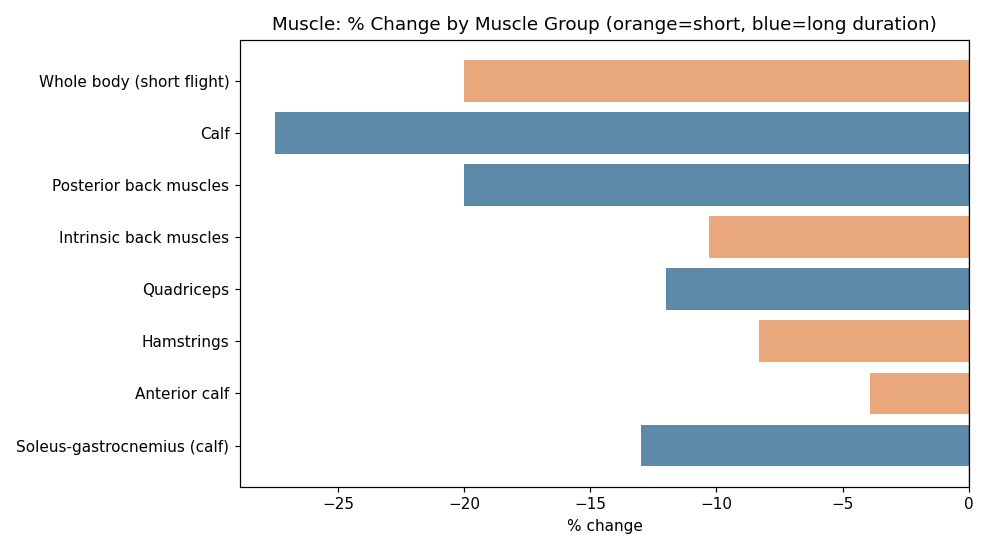 Muscle: % Change by Muscle Group (orange=short, blue=long duration)
Whole body (short flight)
Calf
Posterior back muscles
Intrinsic back muscles
Quadriceps
Hamstrings
Anterior calf
Soleus-gastrocnemius (calf)
−25 −20 −15 −10 −5 0
% change